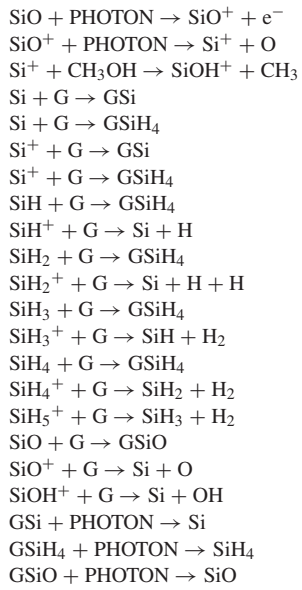 SiO + PHOTON → SiO⁺ + e⁻
SiO⁺ + PHOTON → Si⁺ + O
Si⁺ + CH₃OH → SiOH⁺ + CH₃
Si + G → GSi
Si + G → GSiH₄
Si⁺ + G → GSi
Si⁺ + G → GSiH₄
SiH + G → GSiH₄
SiH⁺ + G → Si + H
SiH₂ + G → GSiH₄
SiH₂⁺ + G → Si + H + H
SiH₃ + G → GSiH₄
SiH₃⁺ + G → SiH + H₂
SiH₄ + G → GSiH₄
SiH₄⁺ + G → SiH₂ + H₂
SiH₅⁺ + G → SiH₃ + H₂
SiO + G → GSiO
SiO⁺ + G → Si + O
SiOH⁺ + G → Si + OH
GSi + PHOTON → Si
GSiH₄ + PHOTON → SiH₄
GSiO + PHOTON → SiO